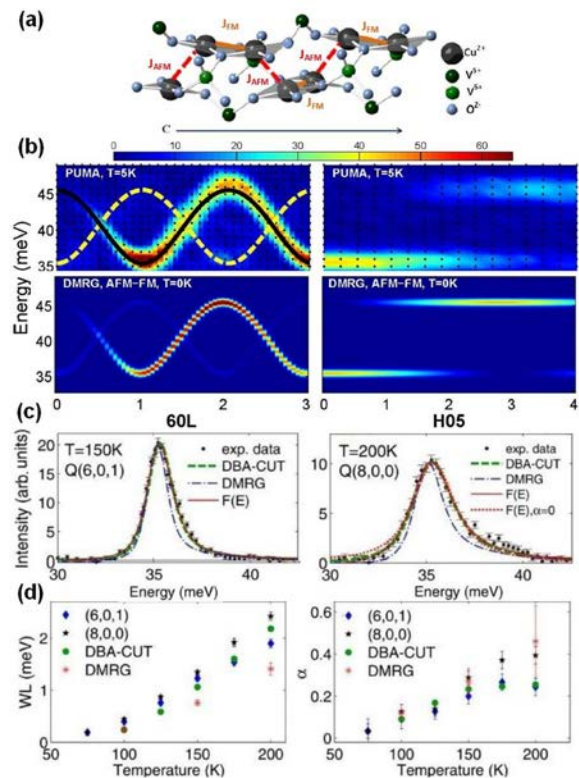 (a)
J_FM
J_FM
J_AFM
J_AFM
J_AFM
J_FM
Cu²⁺
V⁵⁺
V⁵⁺
O²⁻
C
(b)
0 10 20 30 40 50 60
PUMA, T=5K
PUMA, T=5K
45
40
35
Energy (meV)
DMRG, AFM-FM, T=0K
DMRG, AFM-FM, T=0K
45
40
35
0 1 2 3
0 1 2 3 4
60L
H05
(c)
T=150K
Q(6,0,1)
exp. data
DBA-CUT
DMRG
F(E)
Intensity (arb. units)
20
10
0
30 35 40
Energy (meV)
T=200K
Q(8,0,0)
exp. data
DBA-CUT
DMRG
F(E)
F(E),α=0
10
5
0
30 35 40
Energy (meV)
(d)
(6,0,1)
(8,0,0)
DBA-CUT
DMRG
WL (meV)
2
1
0
100 125 150 175 200
Temperature (K)
(6,0,1)
(8,0,0)
DBA-CUT
DMRG
α
0.6
0.4
0.2
0
100 125 150 175 200
Temperature (K)